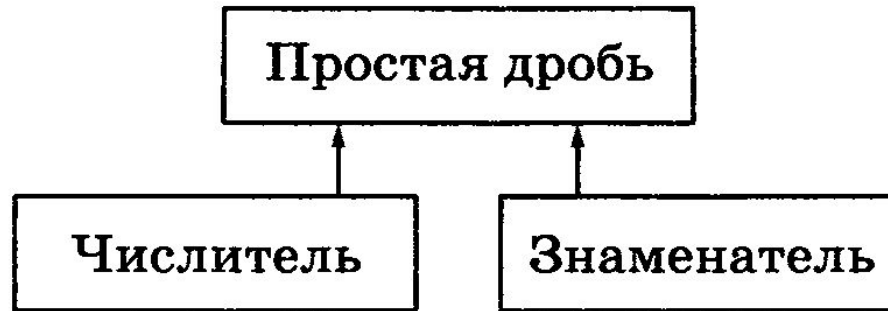 Простая дробь
Числитель
Знаменатель